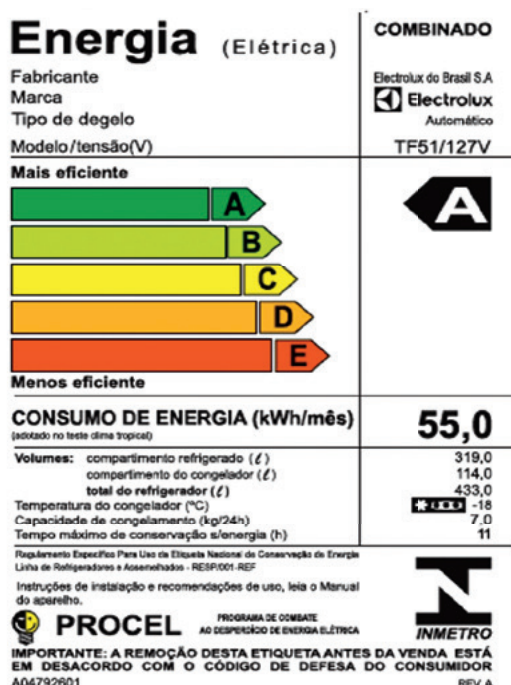 Energia (Elétrica) COMBINADO
Fabricante Electrolux do Brasil S.A
Marca Electrolux
Tipo de degelo Automático
Modelo/tensão(V) TF51/127V
Mais eficiente
A A
B
C
D
E
Menos eficiente
CONSUMO DE ENERGIA (kWh/mês) 55,0
(adotado no teste clima tropical)
Volumes: compartimento refrigerado (ℓ) 319,0
compartimento do congelador (ℓ) 114,0
total do refrigerador (ℓ) 433,0
Temperatura do congelador (ºC) -18
Capacidade de congelamento (kg/24h) 7,0
Tempo máximo de conservação s/energia (h) 11
Regulamento Específico Para Uso da Etiqueta Nacional de Conservação de Energia
Linha de Refrigeradores e Assemelhados - RESP/001-REF
Instruções de instalação e recomendações de uso, leia o Manual
do aparelho.
PROCEL PROGRAMA DE COMBATE
AO DESPERDÍCIO DE ENERGIA ELÉTRICA
INMETRO
IMPORTANTE: A REMOÇÃO DESTA ETIQUETA ANTES DA VENDA ESTÁ
EM DESACORDO COM O CÓDIGO DE DEFESA DO CONSUMIDOR
A04792601 REV A